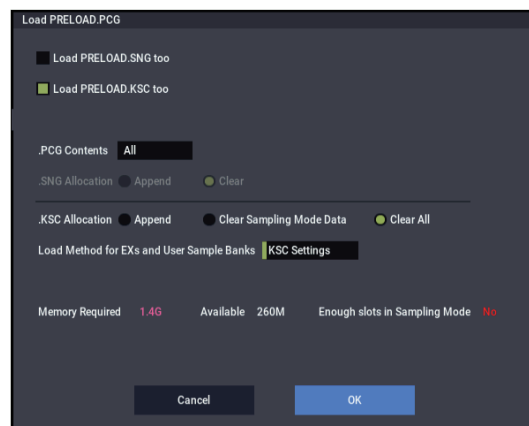 Load PRELOAD.PCG
Load PRELOAD.SNG too
Load PRELOAD.KSC too
.PCG Contents All
.SNG Allocation Append Clear
.KSC Allocation Append Clear Sampling Mode Data Clear All
Load Method for EXs and User Sample Banks KSC Settings
Memory Required 1.4G Available 260M Enough slots in Sampling Mode No
Cancel OK